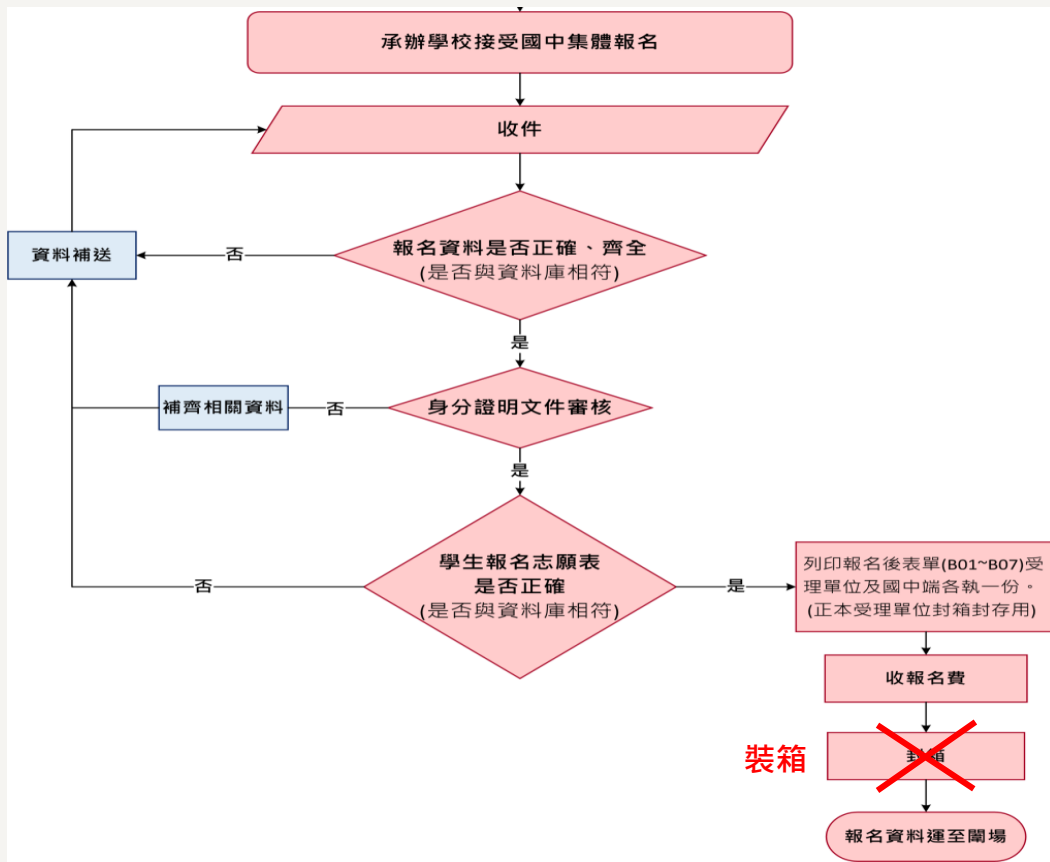 承辦學校接受國中集體報名
收件
報名資料是否正確、齊全
(是否與資料庫相符)
資料補送
否
是
身分證明文件審核
補齊相關資料
否
是
學生報名志願表
是否正確
(是否與資料庫相符)
否
是
列印報名後表單(B01~B07)受
理單位及國中端各執一份。
(正本受理單位封箱封存用)
收報名費
裝箱
封箱
報名資料運至闈場